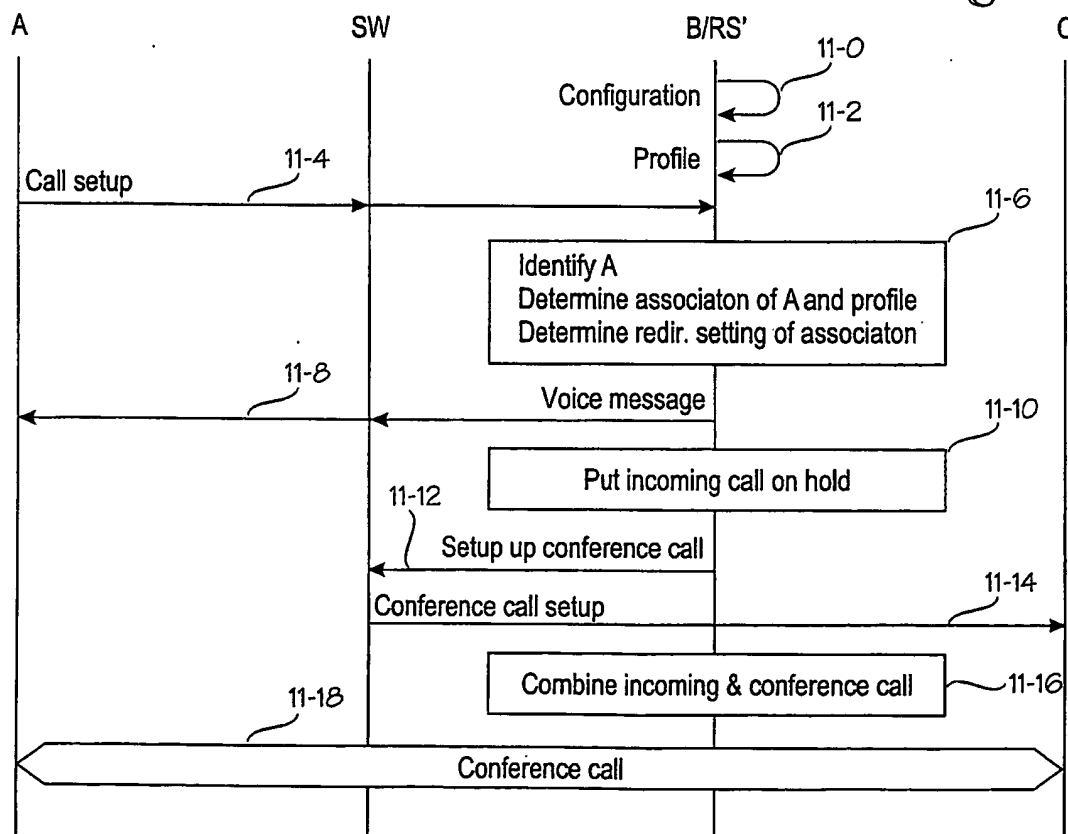 A
SW
B/RS'
C
11-0
Configuration
11-2
Profile
11-4
Call setup
11-6
Identify A
Determine associaton of A and profile
Determine redir. setting of associaton
11-8
Voice message
11-10
Put incoming call on hold
11-12
Setup up conference call
Conference call setup
11-14
Combine incoming & conference call
11-16
11-18
Conference call